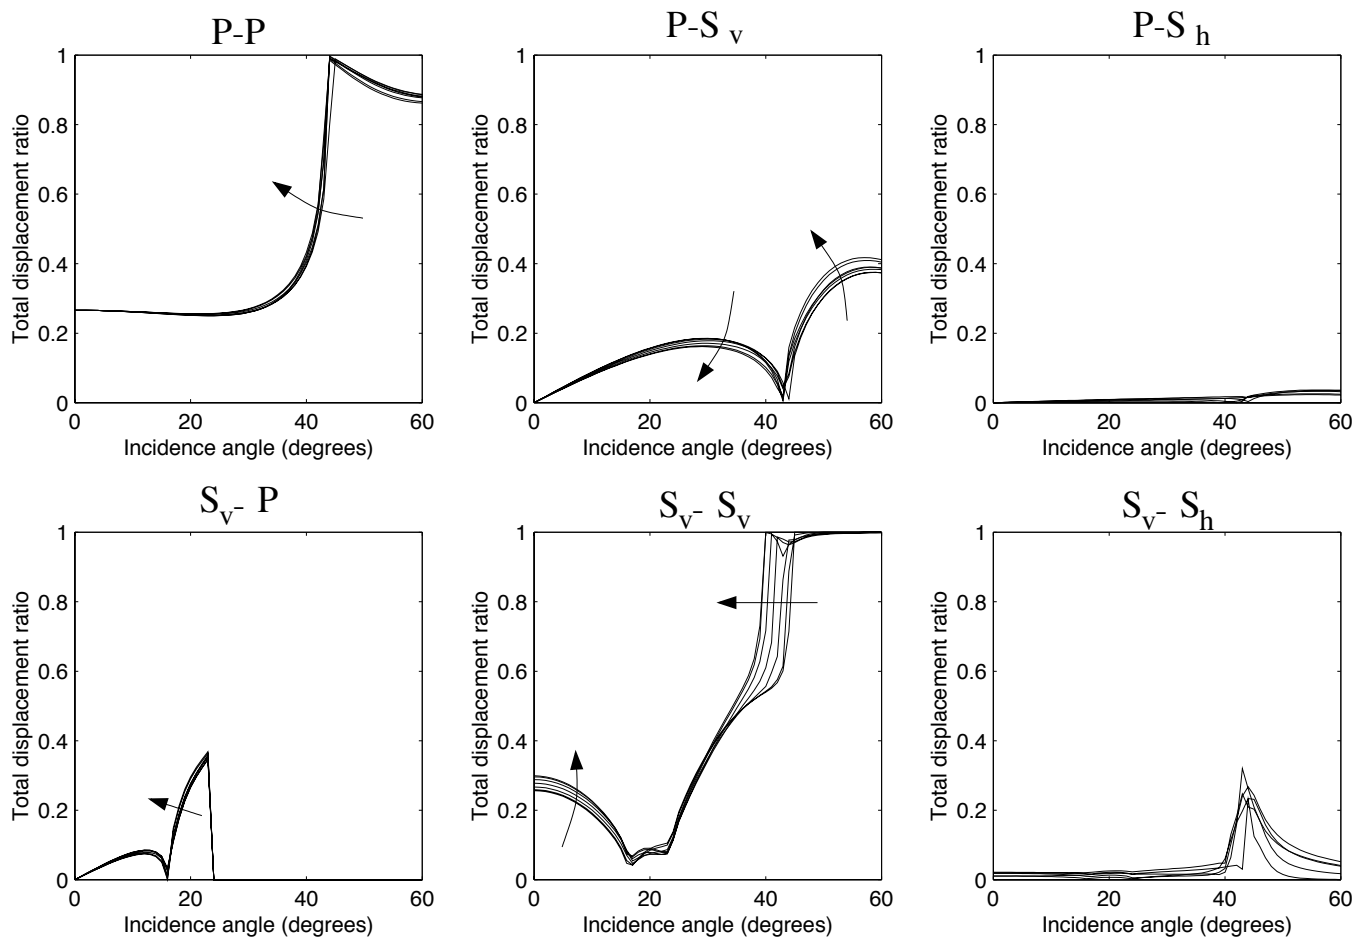 P-P
1
0.8
0.6
0.4
0.2
0
0 20 40 60
Total displacement ratio
Incidence angle (degrees)
P-S v
1
0.8
0.6
0.4
0.2
0
0 20 40 60
Total displacement ratio
Incidence angle (degrees)
P-S h
1
0.8
0.6
0.4
0.2
0
0 20 40 60
Total displacement ratio
Incidence angle (degrees)
Sv- P
1
0.8
0.6
0.4
0.2
0
0 20 40 60
Total displacement ratio
Incidence angle (degrees)
Sv- Sv
1
0.8
0.6
0.4
0.2
0
0 20 40 60
Total displacement ratio
Incidence angle (degrees)
Sv- Sh
1
0.8
0.6
0.4
0.2
0
0 20 40 60
Total displacement ratio
Incidence angle (degrees)